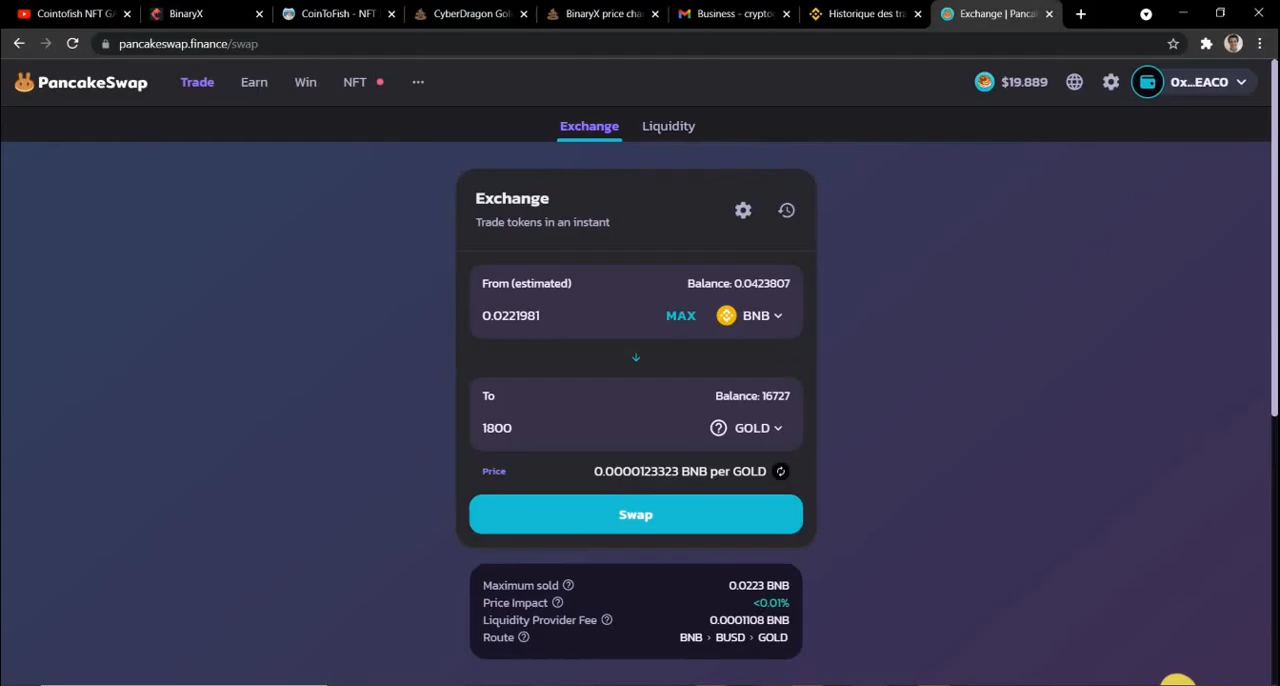 Cointofish NFT GA
BinaryX
CoinToFish - NFT
CyberDragon Gol
BinaryX price cha
Business - crypto
Historique des tra
Exchange | Panca
pancakeswap.finance/swap
PancakeSwap
Trade
Earn
Win
NFT
$19.889
0x...EAC0
Exchange
Liquidity
Exchange
Trade tokens in an instant
From (estimated)
Balance: 0.0423807
0.0221981
MAX
BNB
To
Balance: 16727
1800
GOLD
Price
0.0000123323 BNB per GOLD
Swap
Maximum sold
0.0223 BNB
Price Impact
<0.01%
Liquidity Provider Fee
0.0001108 BNB
Route
BNB > BUSD > GOLD